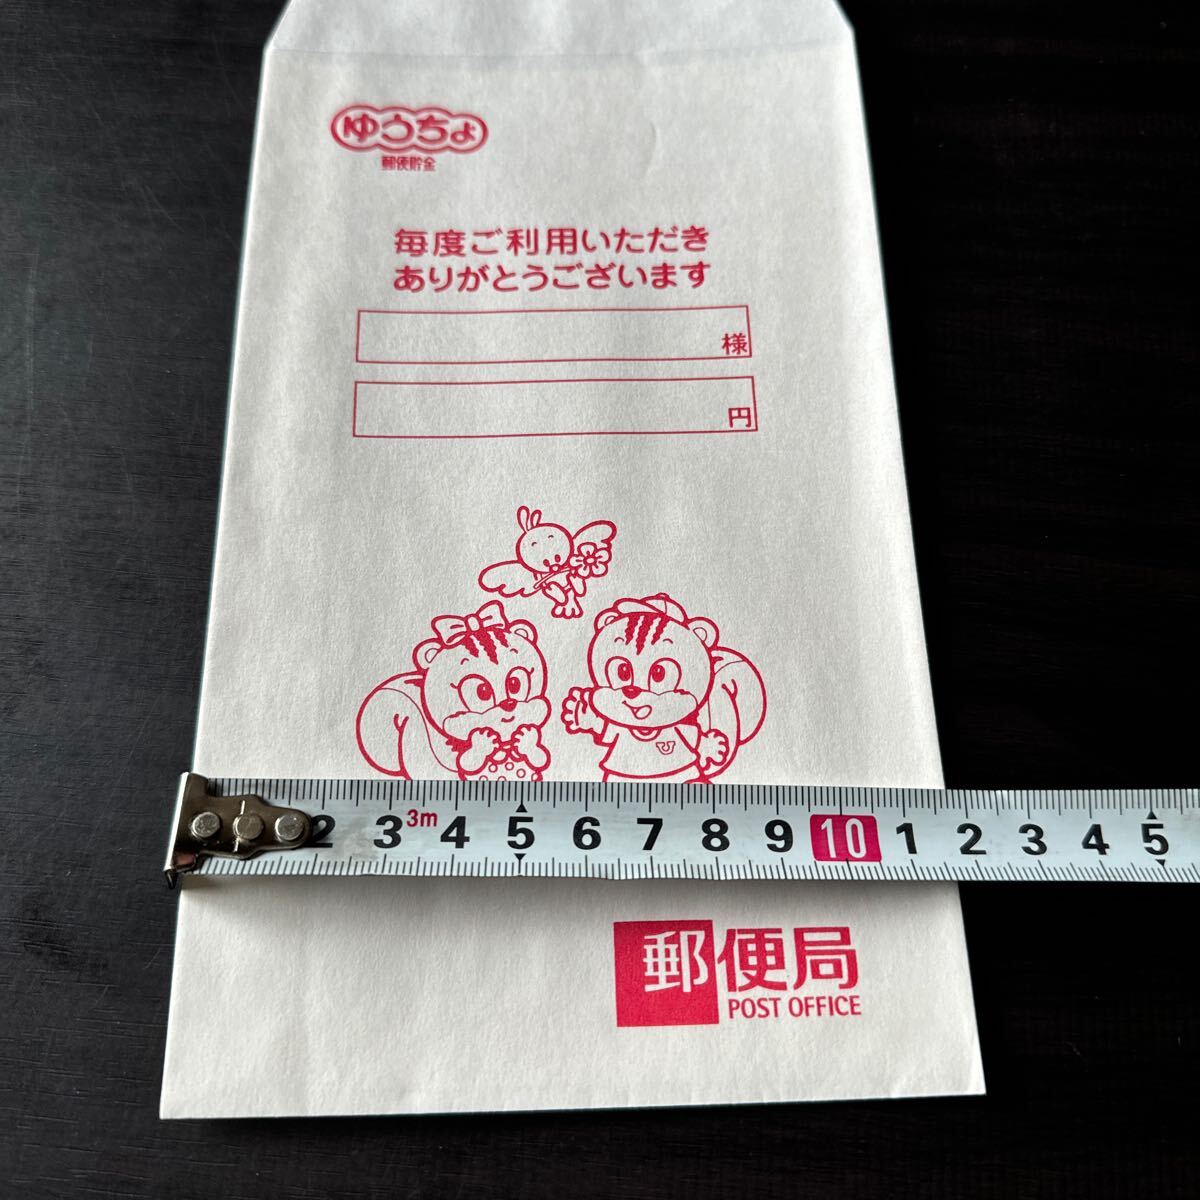 ゆうちょ
郵便貯金
毎度ご利用いただき
ありがとうございます
様
円
U
2 3 3m 4 5 6 7 8 9 10 1 2 3 4 5
郵便局
POST OFFICE